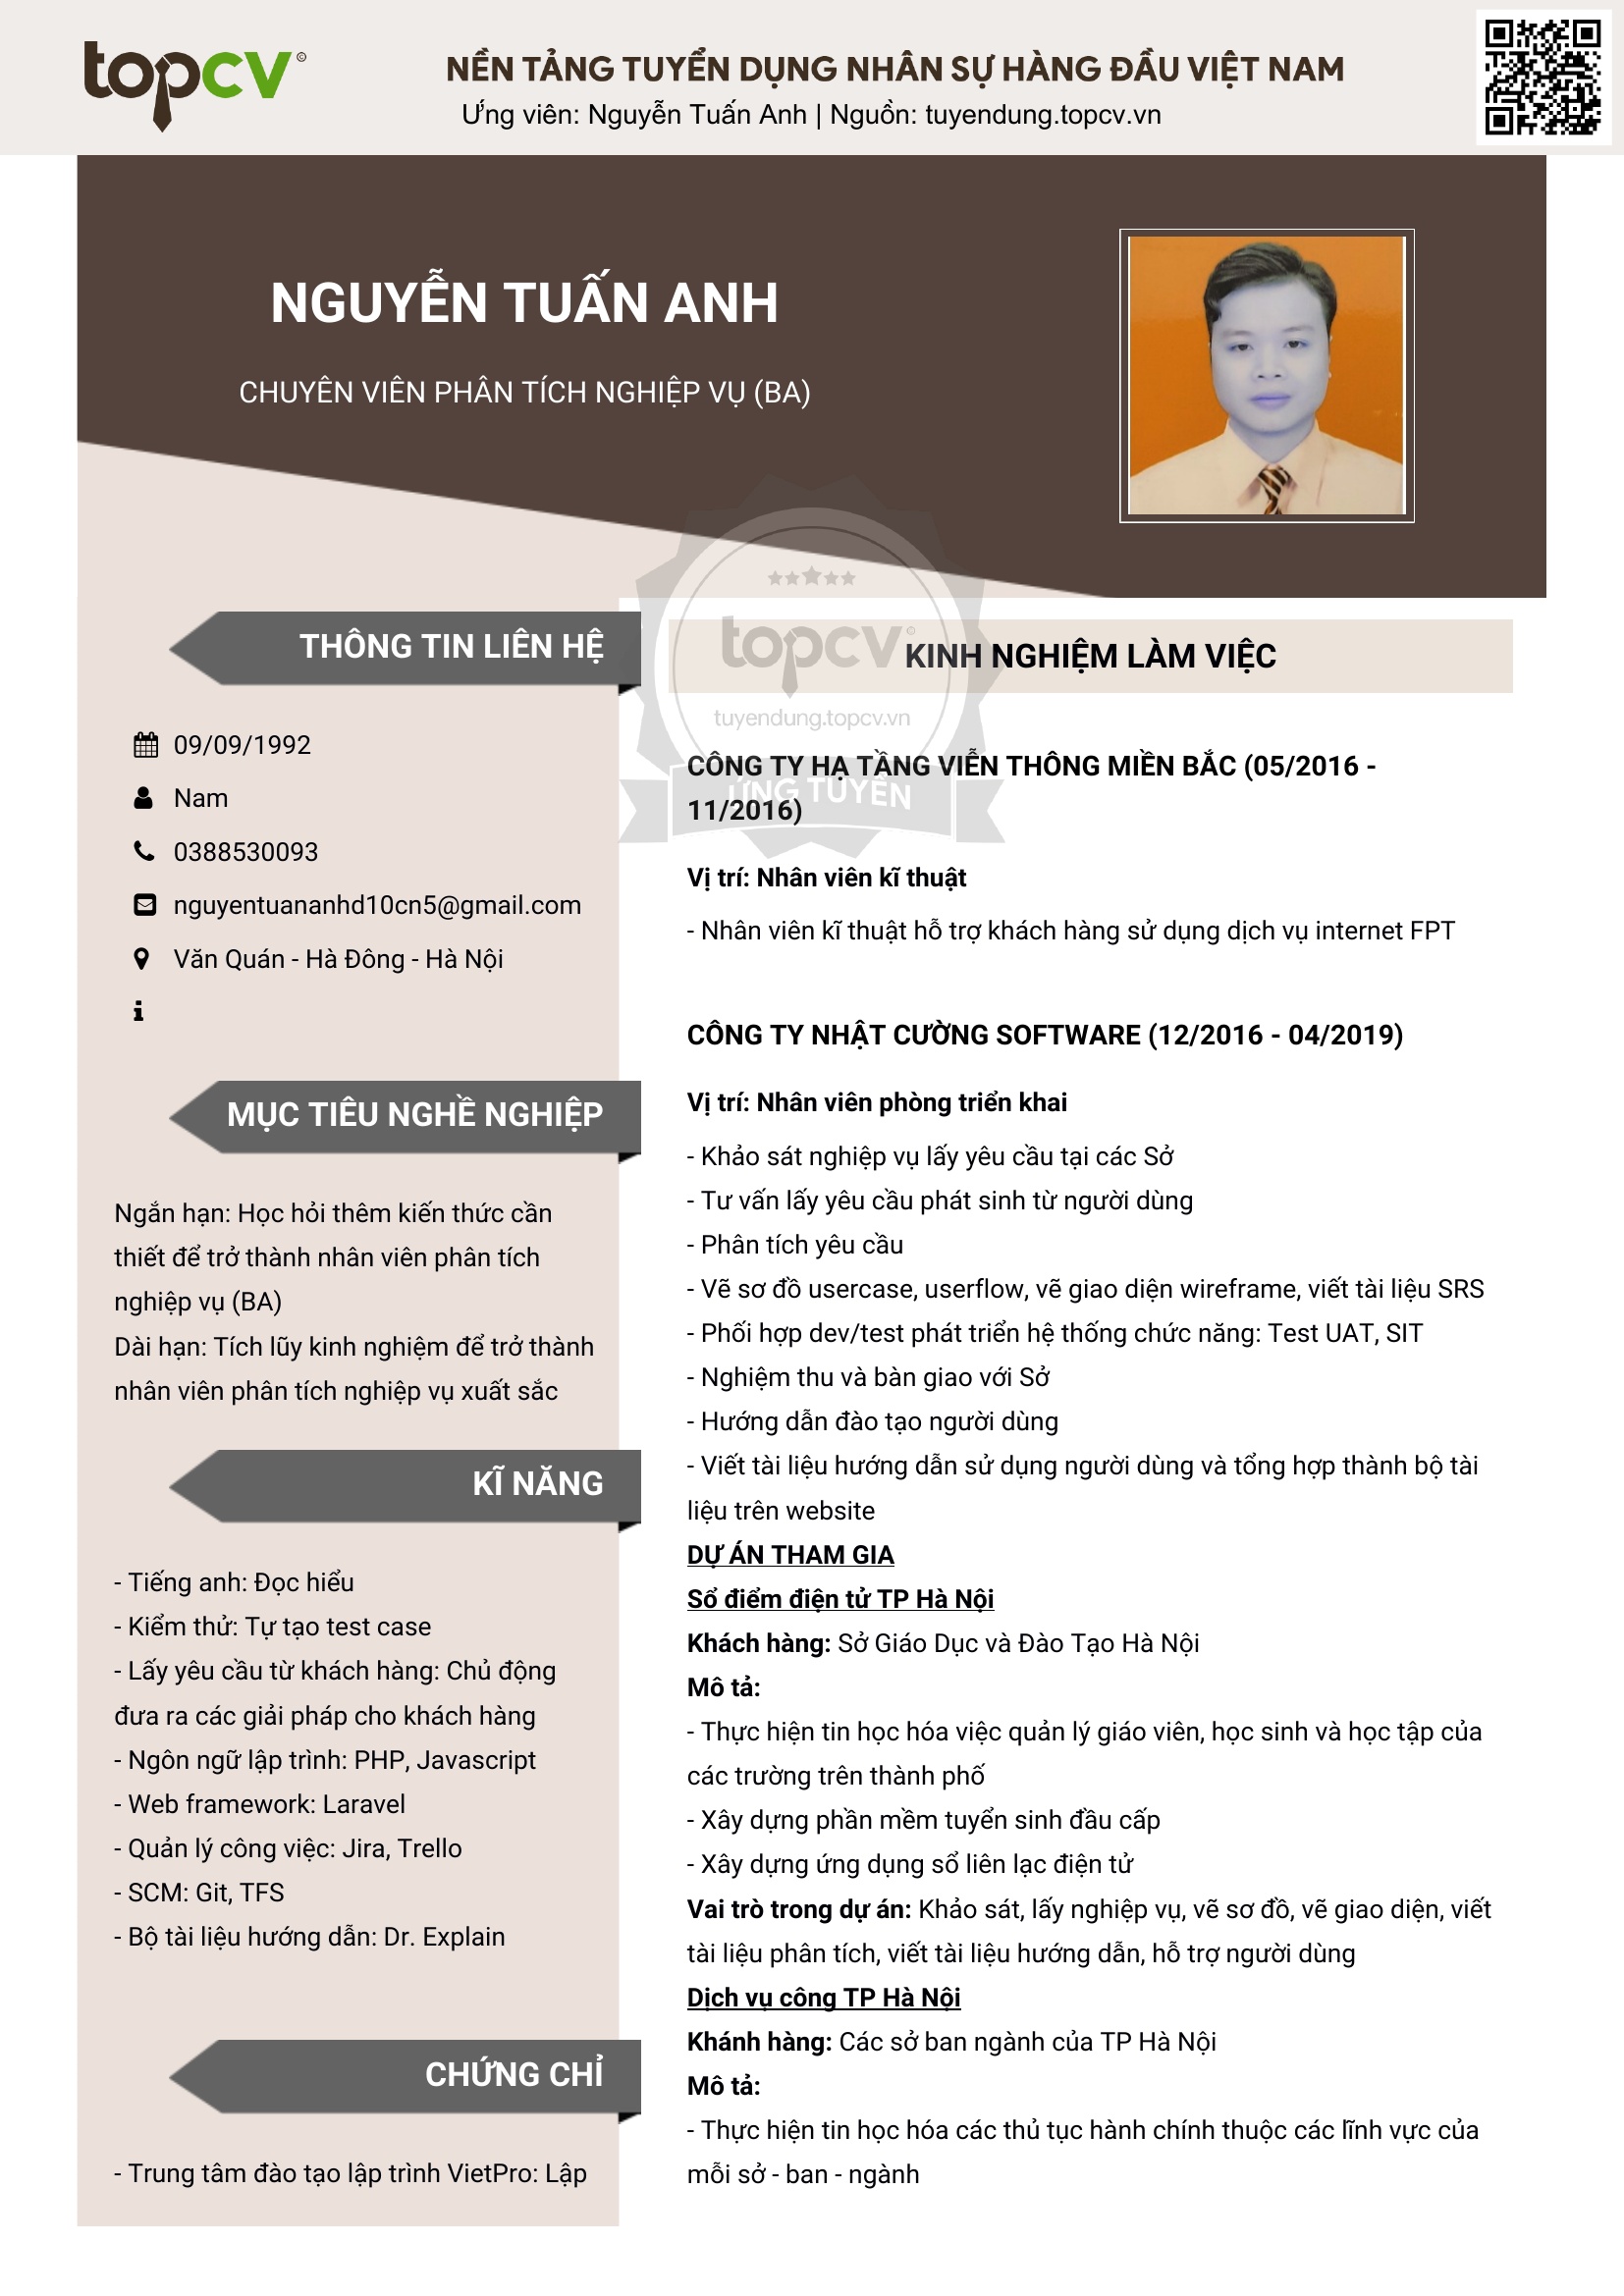 topcv©
NỀN TẢNG TUYỂN DỤNG NHÂN SỰ HÀNG ĐẦU VIỆT NAM
Ứng viên: Nguyễn Tuấn Anh | Nguồn: tuyendung.topcv.vn
NGUYỄN TUẤN ANH
CHUYÊN VIÊN PHÂN TÍCH NGHIỆP VỤ (BA)
THÔNG TIN LIÊN HỆ
09/09/1992
Nam
0388530093
nguyentuananhd10cn5@gmail.com
Văn Quán - Hà Đông - Hà Nội
MỤC TIÊU NGHỀ NGHIỆP
Ngắn hạn: Học hỏi thêm kiến thức cần
thiết để trở thành nhân viên phân tích
nghiệp vụ (BA)
Dài hạn: Tích lũy kinh nghiệm để trở thành
nhân viên phân tích nghiệp vụ xuất sắc
KĨ NĂNG
- Tiếng anh: Đọc hiểu
- Kiểm thử: Tự tạo test case
- Lấy yêu cầu từ khách hàng: Chủ động
đưa ra các giải pháp cho khách hàng
- Ngôn ngữ lập trình: PHP, Javascript
- Web framework: Laravel
- Quản lý công việc: Jira, Trello
- SCM: Git, TFS
- Bộ tài liệu hướng dẫn: Dr. Explain
CHỨNG CHỈ
- Trung tâm đào tạo lập trình VietPro: Lập
topcv©
tuyendung.topcv.vn
ỨNG TUYỂN
KINH NGHIỆM LÀM VIỆC
CÔNG TY HẠ TẦNG VIỄN THÔNG MIỀN BẮC (05/2016 -
11/2016)
Vị trí: Nhân viên kĩ thuật
- Nhân viên kĩ thuật hỗ trợ khách hàng sử dụng dịch vụ internet FPT
CÔNG TY NHẬT CƯỜNG SOFTWARE (12/2016 - 04/2019)
Vị trí: Nhân viên phòng triển khai
- Khảo sát nghiệp vụ lấy yêu cầu tại các Sở
- Tư vấn lấy yêu cầu phát sinh từ người dùng
- Phân tích yêu cầu
- Vẽ sơ đồ usercase, userflow, vẽ giao diện wireframe, viết tài liệu SRS
- Phối hợp dev/test phát triển hệ thống chức năng: Test UAT, SIT
- Nghiệm thu và bàn giao với Sở
- Hướng dẫn đào tạo người dùng
- Viết tài liệu hướng dẫn sử dụng người dùng và tổng hợp thành bộ tài
liệu trên website
DỰ ÁN THAM GIA
Sổ điểm điện tử TP Hà Nội
Khách hàng: Sở Giáo Dục và Đào Tạo Hà Nội
Mô tả:
- Thực hiện tin học hóa việc quản lý giáo viên, học sinh và học tập của
các trường trên thành phố
- Xây dựng phần mềm tuyển sinh đầu cấp
- Xây dựng ứng dụng sổ liên lạc điện tử
Vai trò trong dự án: Khảo sát, lấy nghiệp vụ, vẽ sơ đồ, vẽ giao diện, viết
tài liệu phân tích, viết tài liệu hướng dẫn, hỗ trợ người dùng
Dịch vụ công TP Hà Nội
Khánh hàng: Các sở ban ngành của TP Hà Nội
Mô tả:
- Thực hiện tin học hóa các thủ tục hành chính thuộc các lĩnh vực của
mỗi sở - ban - ngành